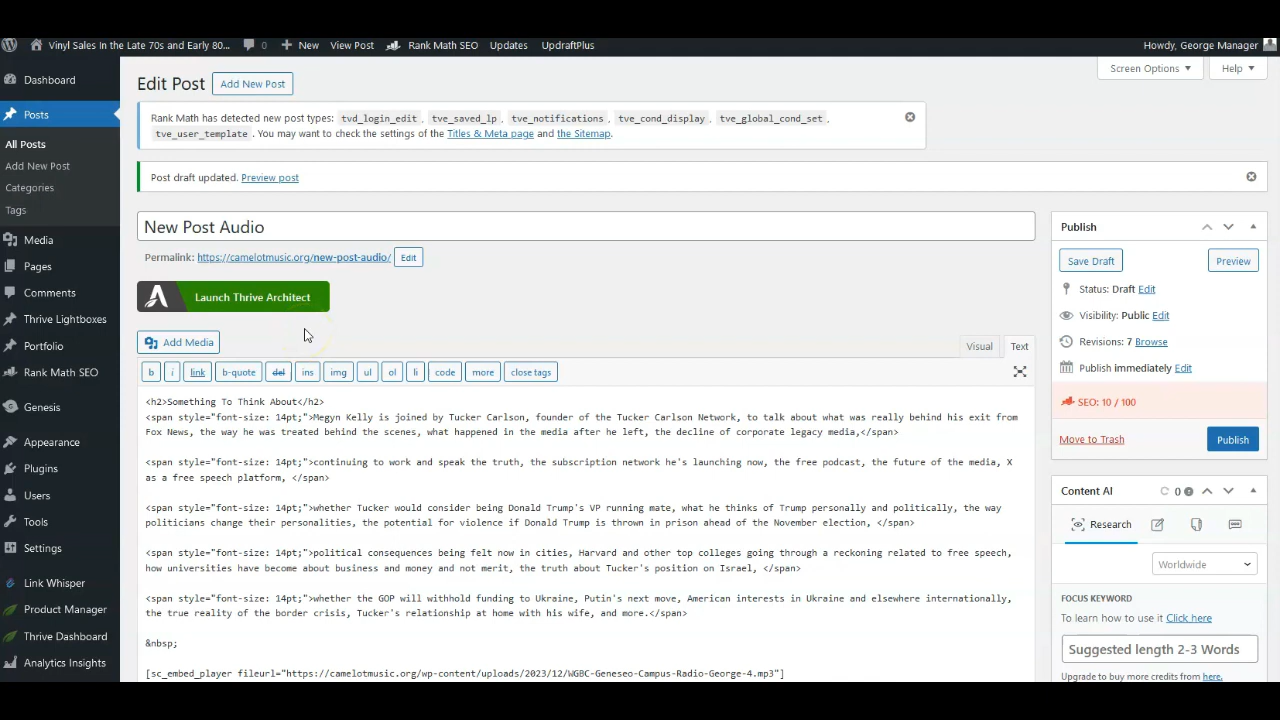 Vinyl Sales In the Late 70s and Early 80... 0 New View Post Rank Math SEO Updates UpdraftPlus Howdy, George Manager
Screen Options Help
Dashboard
Posts
All Posts
Add New Post
Categories
Tags
Media
Pages
Comments
Thrive Lightboxes
Portfolio
Rank Math SEO
Genesis
Appearance
Plugins
Users
Tools
Settings
Link Whisper
Product Manager
Thrive Dashboard
Analytics Insights
Edit Post Add New Post
Rank Math has detected new post types: tvd_login_edit, tve_saved_lp, tve_notifications, tve_cond_display, tve_global_cond_set,
tve_user_template. You may want to check the settings of the Titles & Meta page and the Sitemap.
Post draft updated. Preview post
New Post Audio
Permalink: https://camelotmusic.org/new-post-audio/ Edit
Launch Thrive Architect
Add Media
Visual Text
b i link b-quote del ins img ul ol li code more close tags
<h2>Something To Think About</h2>
<span style="font-size: 14pt;">Megyn Kelly is joined by Tucker Carlson, founder of the Tucker Carlson Network, to talk about what was really behind his exit from
Fox News, the way he was treated behind the scenes, what happened in the media after he left, the decline of corporate legacy media,</span>
<span style="font-size: 14pt;">continuing to work and speak the truth, the subscription network he's launching now, the free podcast, the future of the media, X
as a free speech platform, </span>
<span style="font-size: 14pt;">whether Tucker would consider being Donald Trump's VP running mate, what he thinks of Trump personally and politically, the way
politicians change their personalities, the potential for violence if Donald Trump is thrown in prison ahead of the November election, </span>
<span style="font-size: 14pt;">political consequences being felt now in cities, Harvard and other top colleges going through a reckoning related to free speech,
how universities have become about business and money and not merit, the truth about Tucker's position on Israel, </span>
<span style="font-size: 14pt;">whether the GOP will withhold funding to Ukraine, Putin's next move, American interests in Ukraine and elsewhere internationally,
the true reality of the border crisis, Tucker's relationship at home with his wife, and more.</span>
&nbsp;
[sc_embed_player fileurl="https://camelotmusic.org/wp-content/uploads/2023/12/WGBC-Geneseo-Campus-Radio-George-4.mp3"]
Publish
Save Draft Preview
Status: Draft Edit
Visibility: Public Edit
Revisions: 7 Browse
Publish immediately Edit
SEO: 10 / 100
Move to Trash Publish
Content AI 0
Research
Worldwide
FOCUS KEYWORD
To learn how to use it Click here
Suggested length 2-3 Words
Upgrade to buy more credits from here.